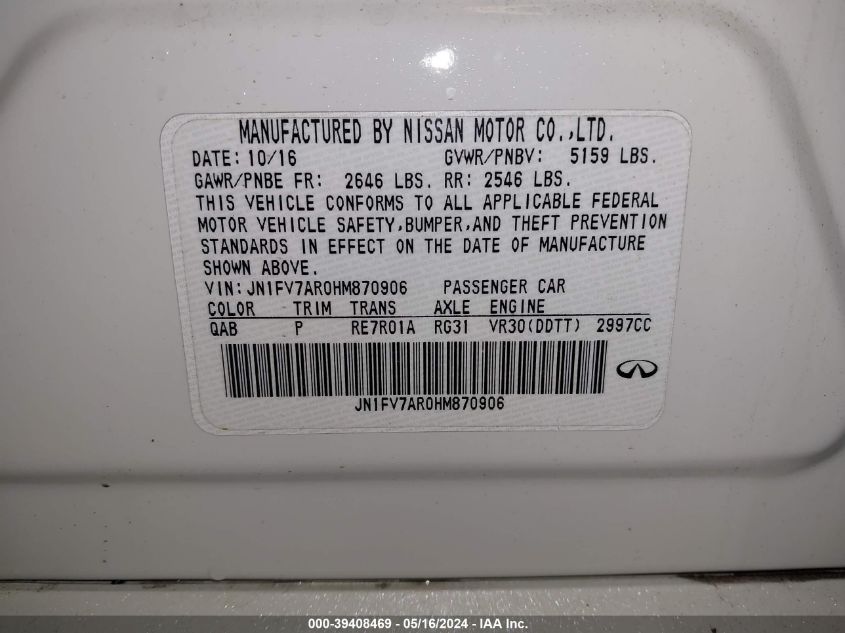 MANUFACTURED BY NISSAN MOTOR CO.,LTD.
DATE: 10/16 GVWR/PNBV: 5159 LBS.
GAWR/PNBE FR: 2646 LBS. RR: 2546 LBS.
THIS VEHICLE CONFORMS TO ALL APPLICABLE FEDERAL
MOTOR VEHICLE SAFETY,BUMPER,AND THEFT PREVENTION
STANDARDS IN EFFECT ON THE DATE OF MANUFACTURE
SHOWN ABOVE.
VIN:JN1FV7AR0HM870906 PASSENGER CAR
COLOR TRIM TRANS AXLE ENGINE
QAB P RE7R01A RG31 VR30(DDTT) 2997CC
JN1FV7AR0HM870906
000-39408469 - 05/16/2024 - IAA Inc.